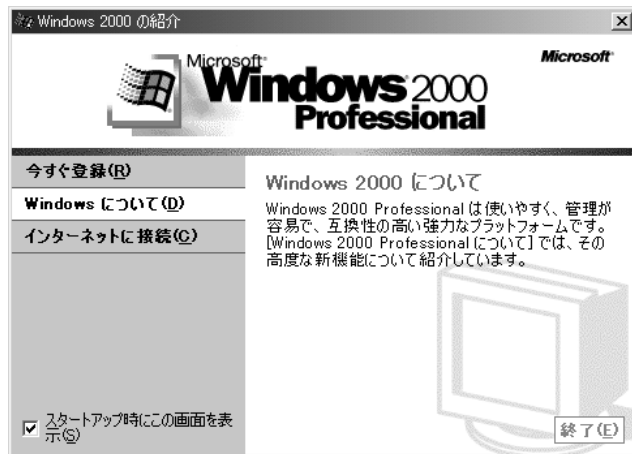 Windows 2000 の紹介
Microsoft
Microsoft
Windows 2000
Professional
今すぐ登録(R)
Windows について(D)
インターネットに接続(C)
Windows 2000 について
Windows 2000 Professional は使いやすく、管理が
容易で、互換性の高い強力なプラットフォームです。
[Windows 2000 Professional について] では、その
高度な新機能について紹介しています。
スタートアップ時にこの画面を表
示(S)
終了(E)